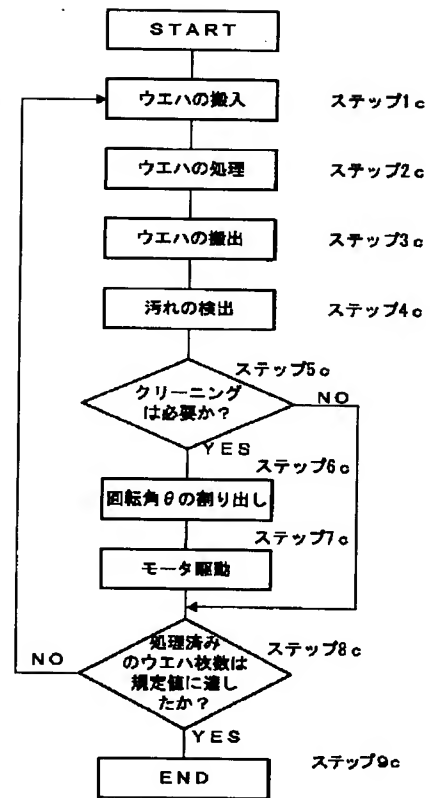 START
ウエハの搬入 ステップ1c
ウエハの処理 ステップ2c
ウエハの搬出 ステップ3c
汚れの検出 ステップ4c
ステップ5c
クリーニング
は必要か?
NO
YES
ステップ6c
回転角θの割り出し
ステップ7c
モータ駆動
処理済み
のウエハ枚数は
規定値に達し
たか?
ステップ8c
NO
YES
ステップ9c
END